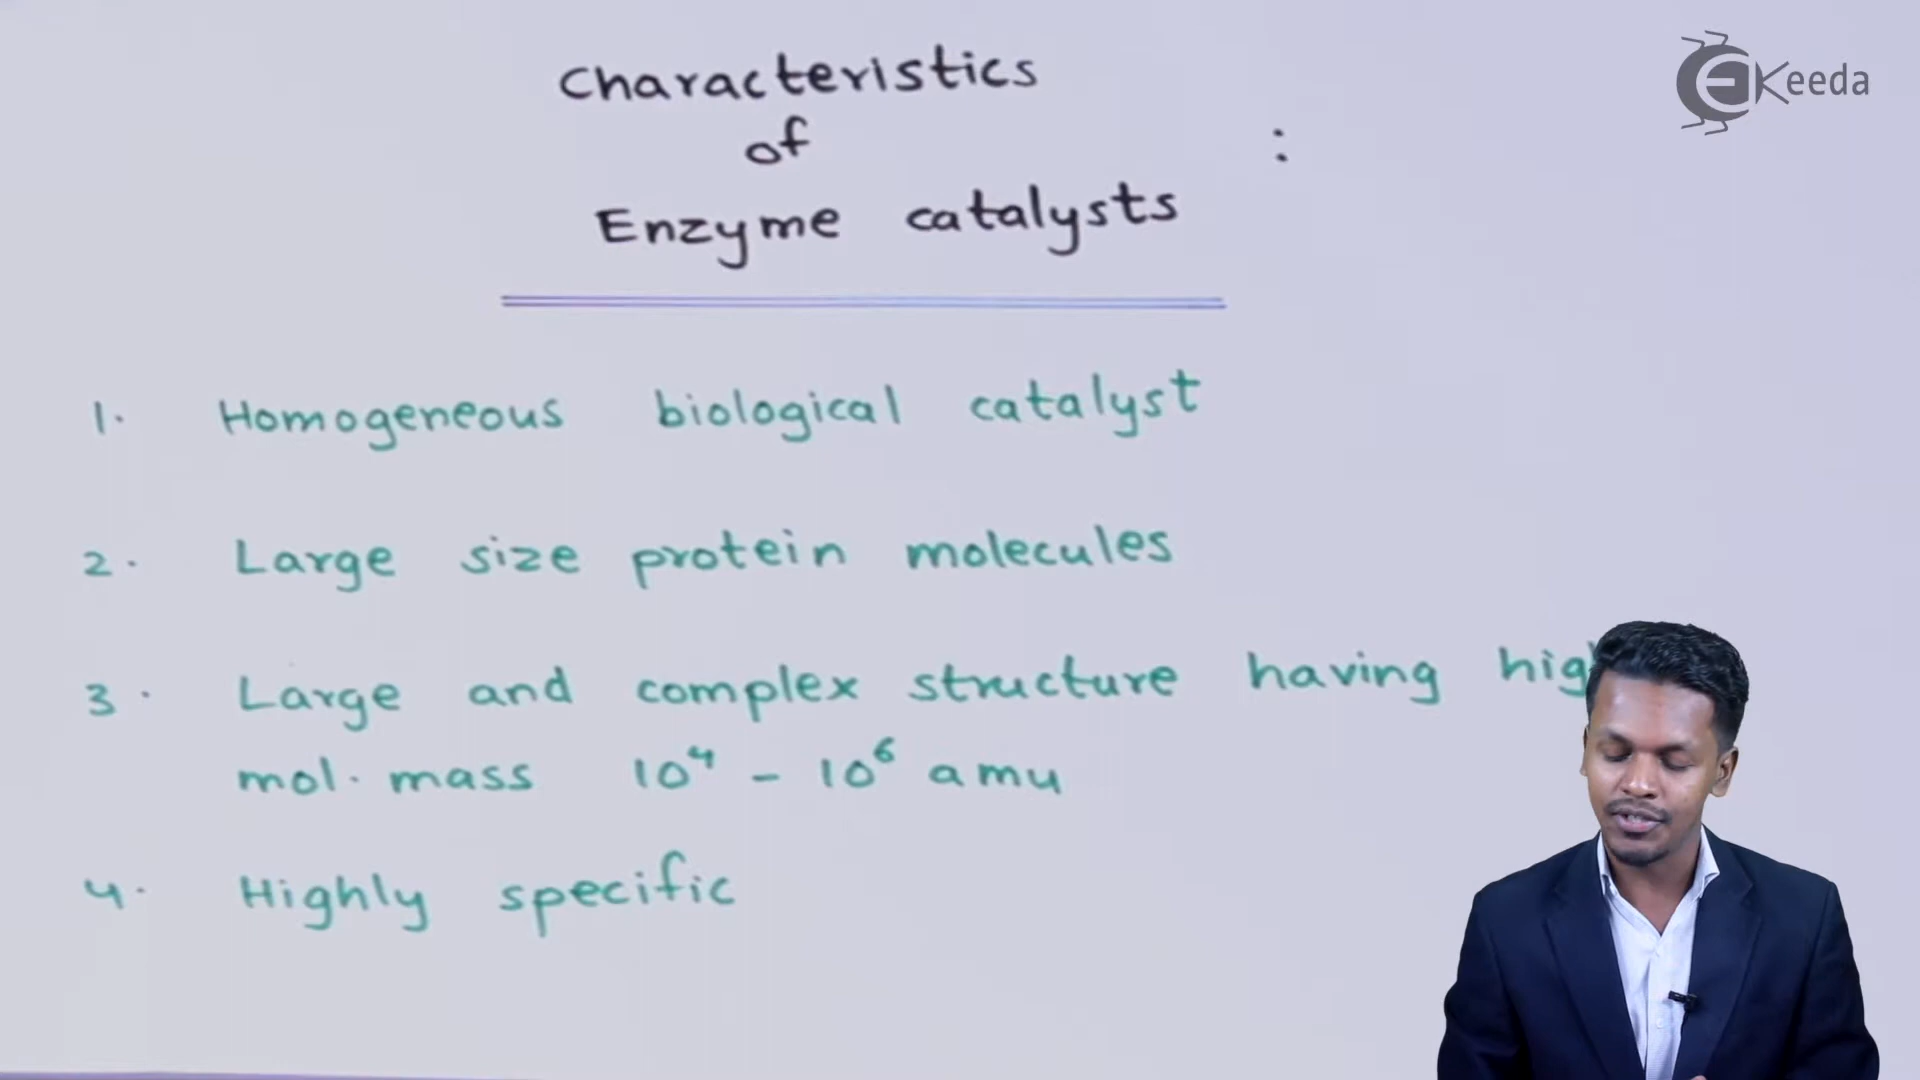 Characteristics
of :
Enzyme catalysts
EKeeda
1. Homogeneous biological catalyst
2. Large size protein molecules
3. Large and complex structure having
mol. mass 10⁴ - 10⁶ amu
4. Highly specific